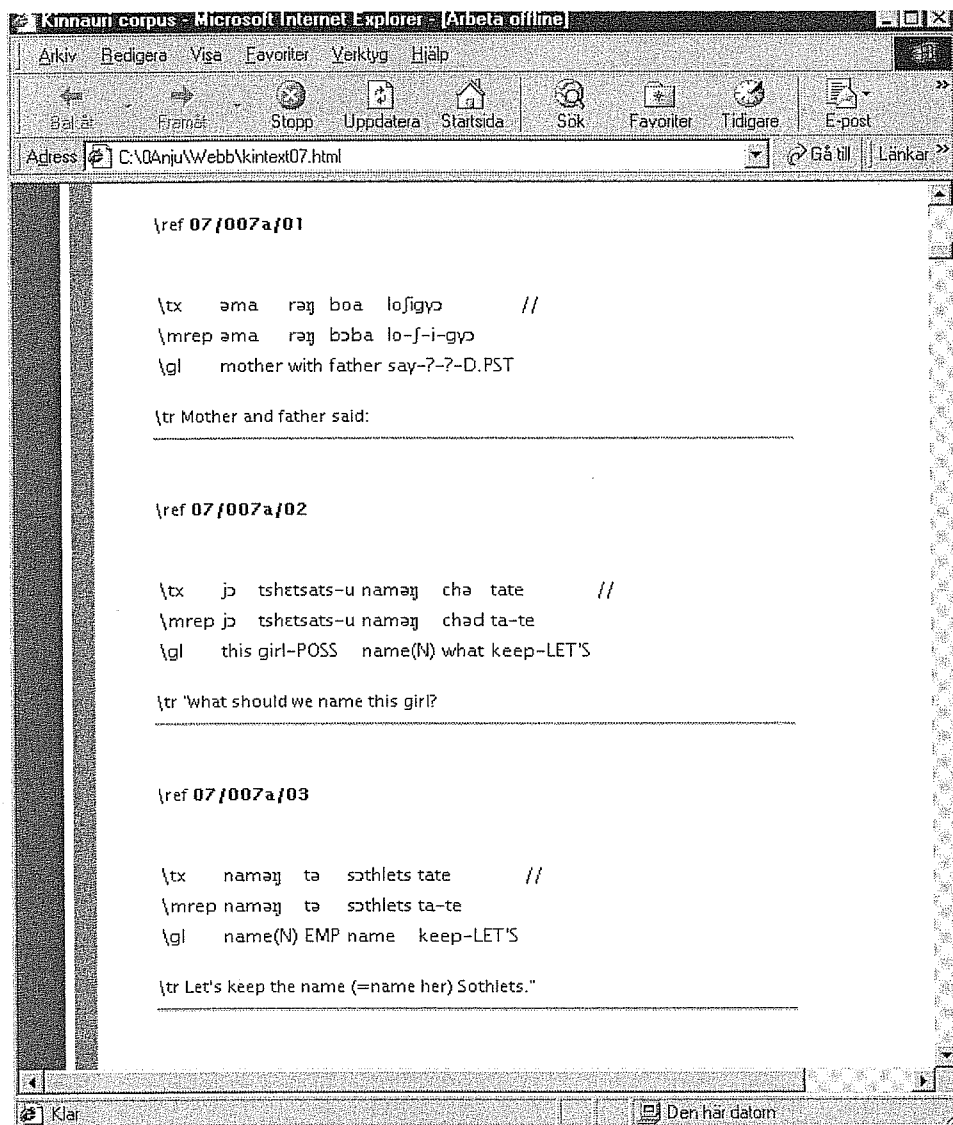 Kinnauri corpus - Microsoft Internet Explorer - [Arbeta offline]
Arkiv Redigera Visa Favoriter Verktyg Hjälp
Bakåt Framåt Stopp Uppdatera Startsida Sök Favoriter Tidigare E-post »
Adress C:\0Anju\Webb\kintext07.html Gå till Länkar »
\ref 07/007a/01
\tx əma rəŋ boa loʃigyɔ //
\mrep əma rəŋ bɔba lo-ʃ-i-gyɔ
\gl mother with father say-?-?-D.PST
\tr Mother and father said:
\ref 07/007a/02
\tx jɔ tshɛtsats-u naməŋ chə tate //
\mrep jɔ tshɛtsats-u naməŋ chəd ta-te
\gl this girl-POSS name(N) what keep-LET'S
\tr "What should we name this girl?
\ref 07/007a/03
\tx naməŋ tə sɔthlets tate //
\mrep naməŋ tə sɔthlets ta-te
\gl name(N) EMP name keep-LET'S
\tr Let's keep the name (=name her) Sothlets."
Klar Den här datorn